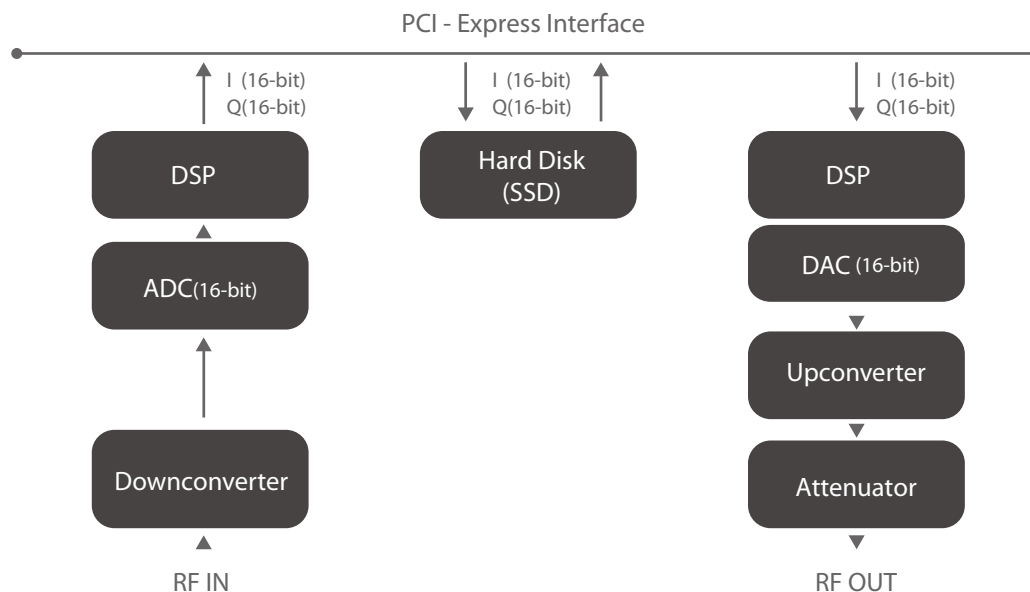 PCI - Express Interface
I (16-bit)
Q(16-bit)
I (16-bit)
Q(16-bit)
I (16-bit)
Q(16-bit)
DSP
Hard Disk
(SSD)
DSP
ADC(16-bit)
DAC (16-bit)
Upconverter
Downconverter
Attenuator
RF IN
RF OUT